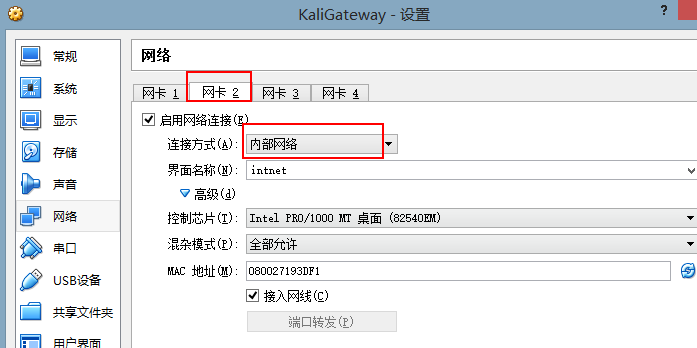 KaliGateway - 设置
?
常规
系统
显示
存储
声音
网络
串口
USB设备
共享文件夹
用户界面
网络
网卡 1
网卡 2
网卡 3
网卡 4
启用网络连接(E)
连接方式(A):
内部网络
界面名称(N):
intnet
高级(d)
控制芯片(T):
Intel PRO/1000 MT 桌面 (82540EM)
混杂模式(P):
全部允许
MAC 地址(M):
080027193DF1
接入网线(C)
端口转发(P)